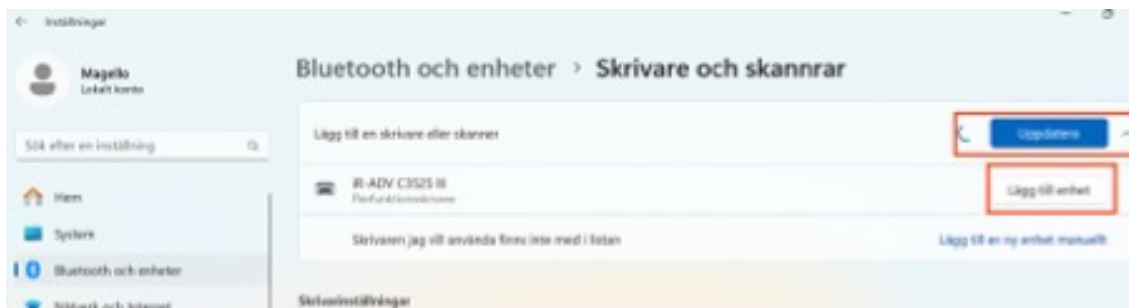 Inställningar
Magello
Lokalt konto
Sök efter en inställning
Hem
System
Bluetooth och enheter
Nätverk och Internet
Bluetooth och enheter > Skrivare och skannrar
Lägg till en skrivare eller skanner
Uppdatera
iR-ADV C3525 III
Lägg till enhet
Skrivaren jag vill använda finns inte med i listan
Lägg till en ny enhet manuellt
Skrivarinställningar